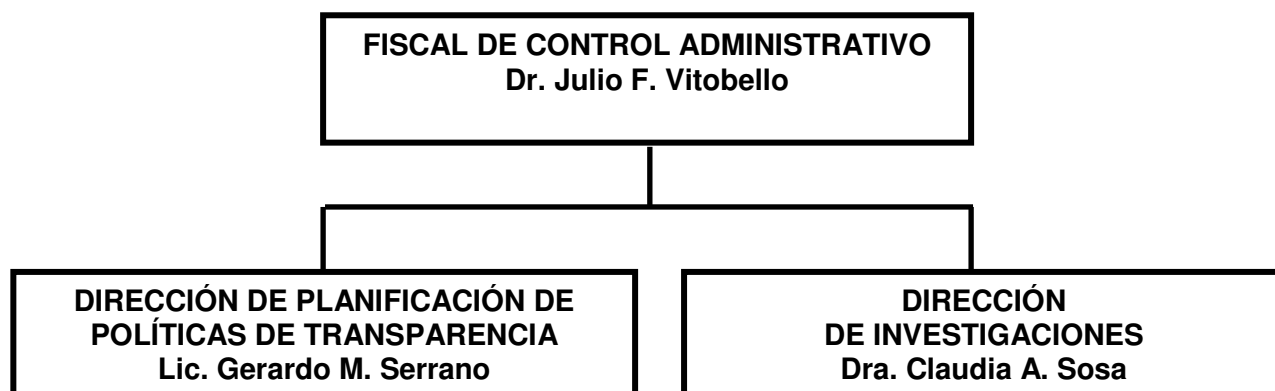 FISCAL DE CONTROL ADMINISTRATIVO
Dr. Julio F. Vitobello
DIRECCIÓN DE PLANIFICACIÓN DE
POLÍTICAS DE TRANSPARENCIA
Lic. Gerardo M. Serrano
DIRECCIÓN
DE INVESTIGACIONES
Dra. Claudia A. Sosa